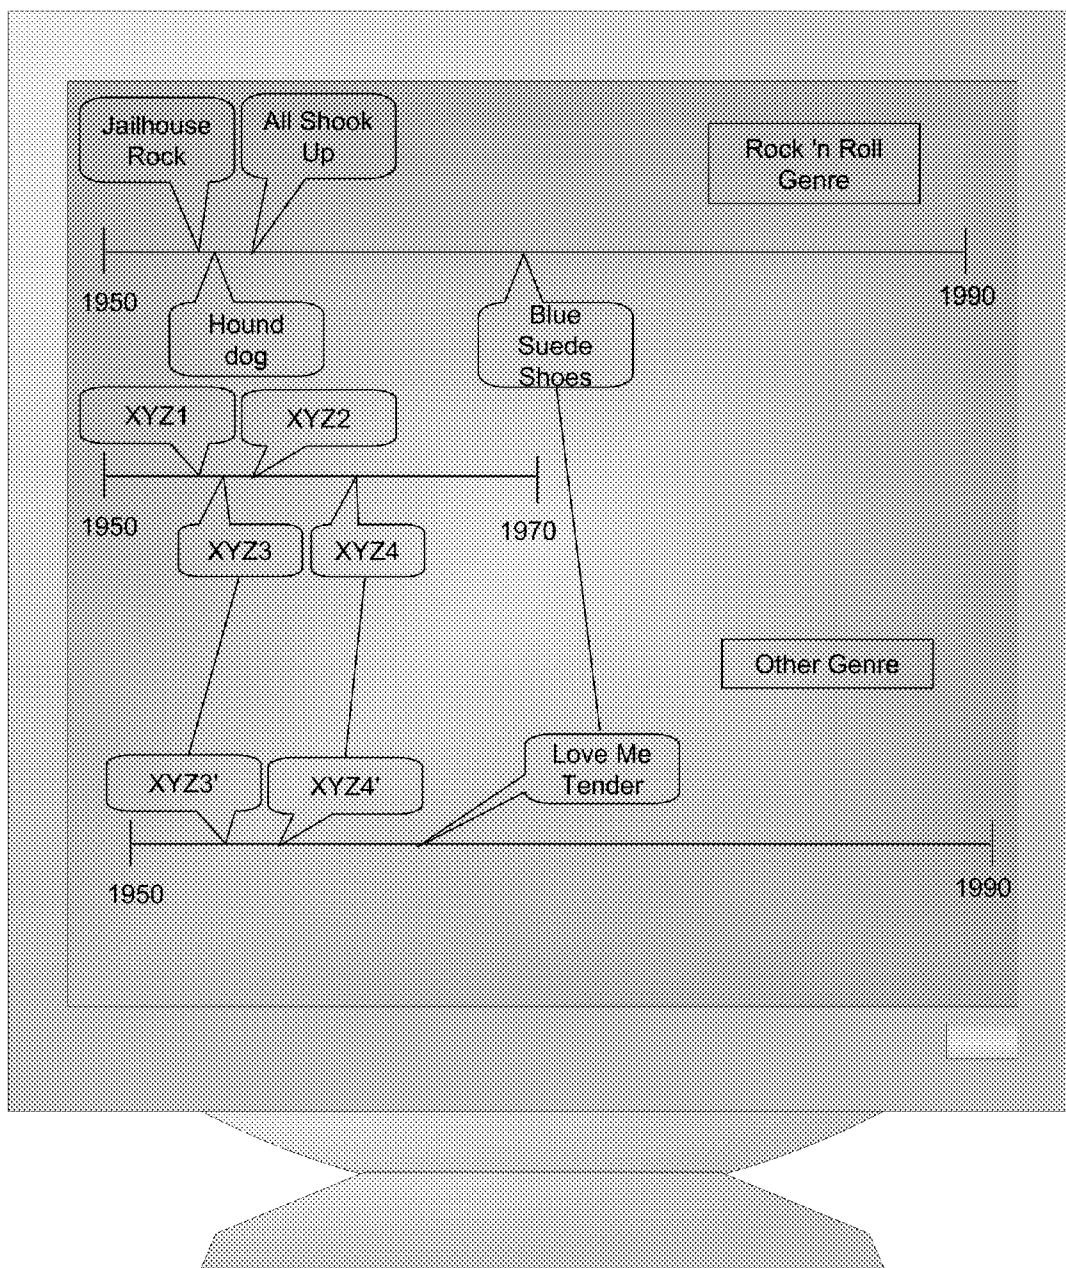 Jailhouse
Rock
All Shook
Up
Rock 'n Roll
Genre
1950
1990
Hound
dog
Blue
Suede
Shoes
XYZ1
XYZ2
1950
1970
XYZ3
XYZ4
Other Genre
XYZ3'
XYZ4'
Love Me
Tender
1950
1990